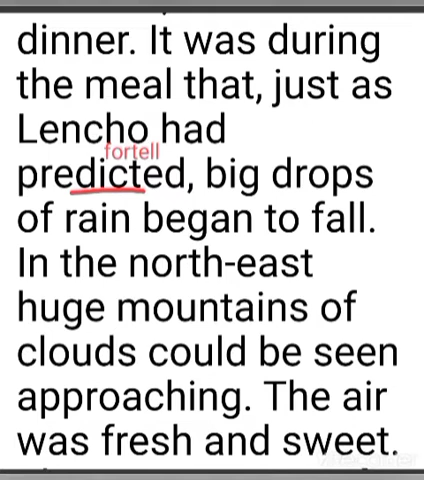 dinner. It was during
the meal that, just as
Lencho had
fortell
predicted, big drops
of rain began to fall.
In the north-east
huge mountains of
clouds could be seen
approaching. The air
was fresh and sweet.